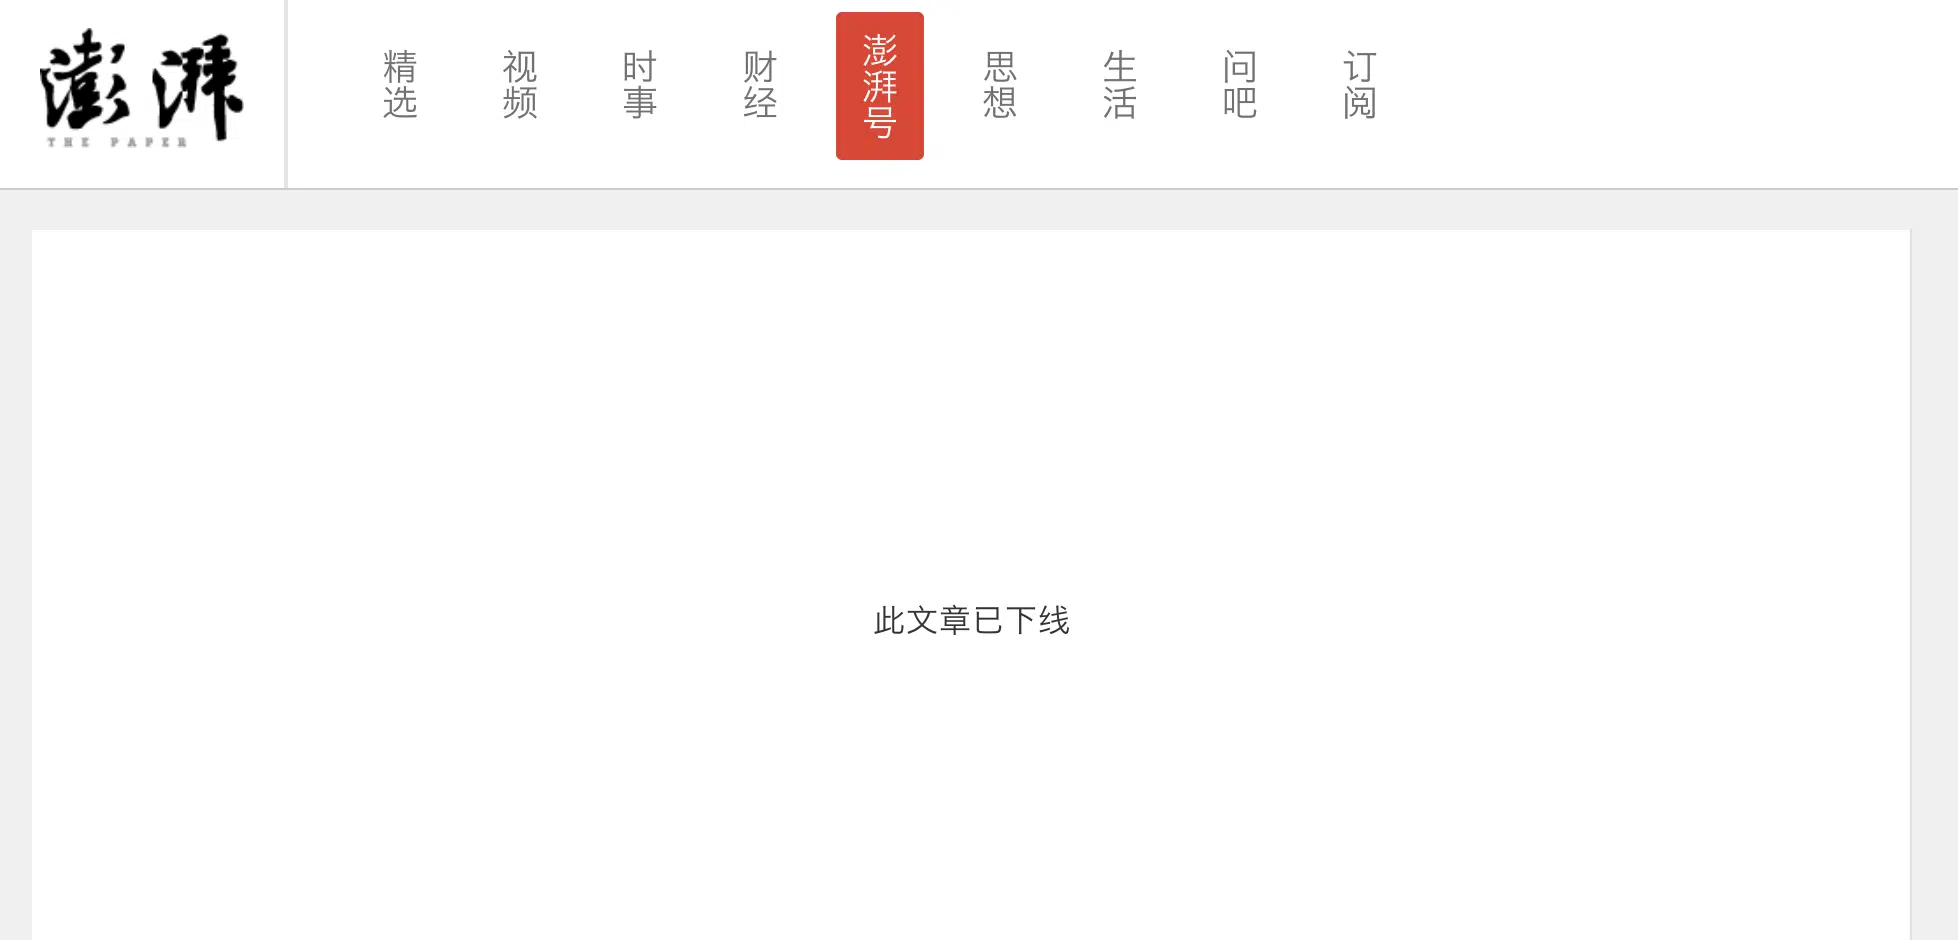 澎湃
THE PAPER
精选
视频
时事
财经
澎湃号
思想
生活
问吧
订阅
此文章已下线